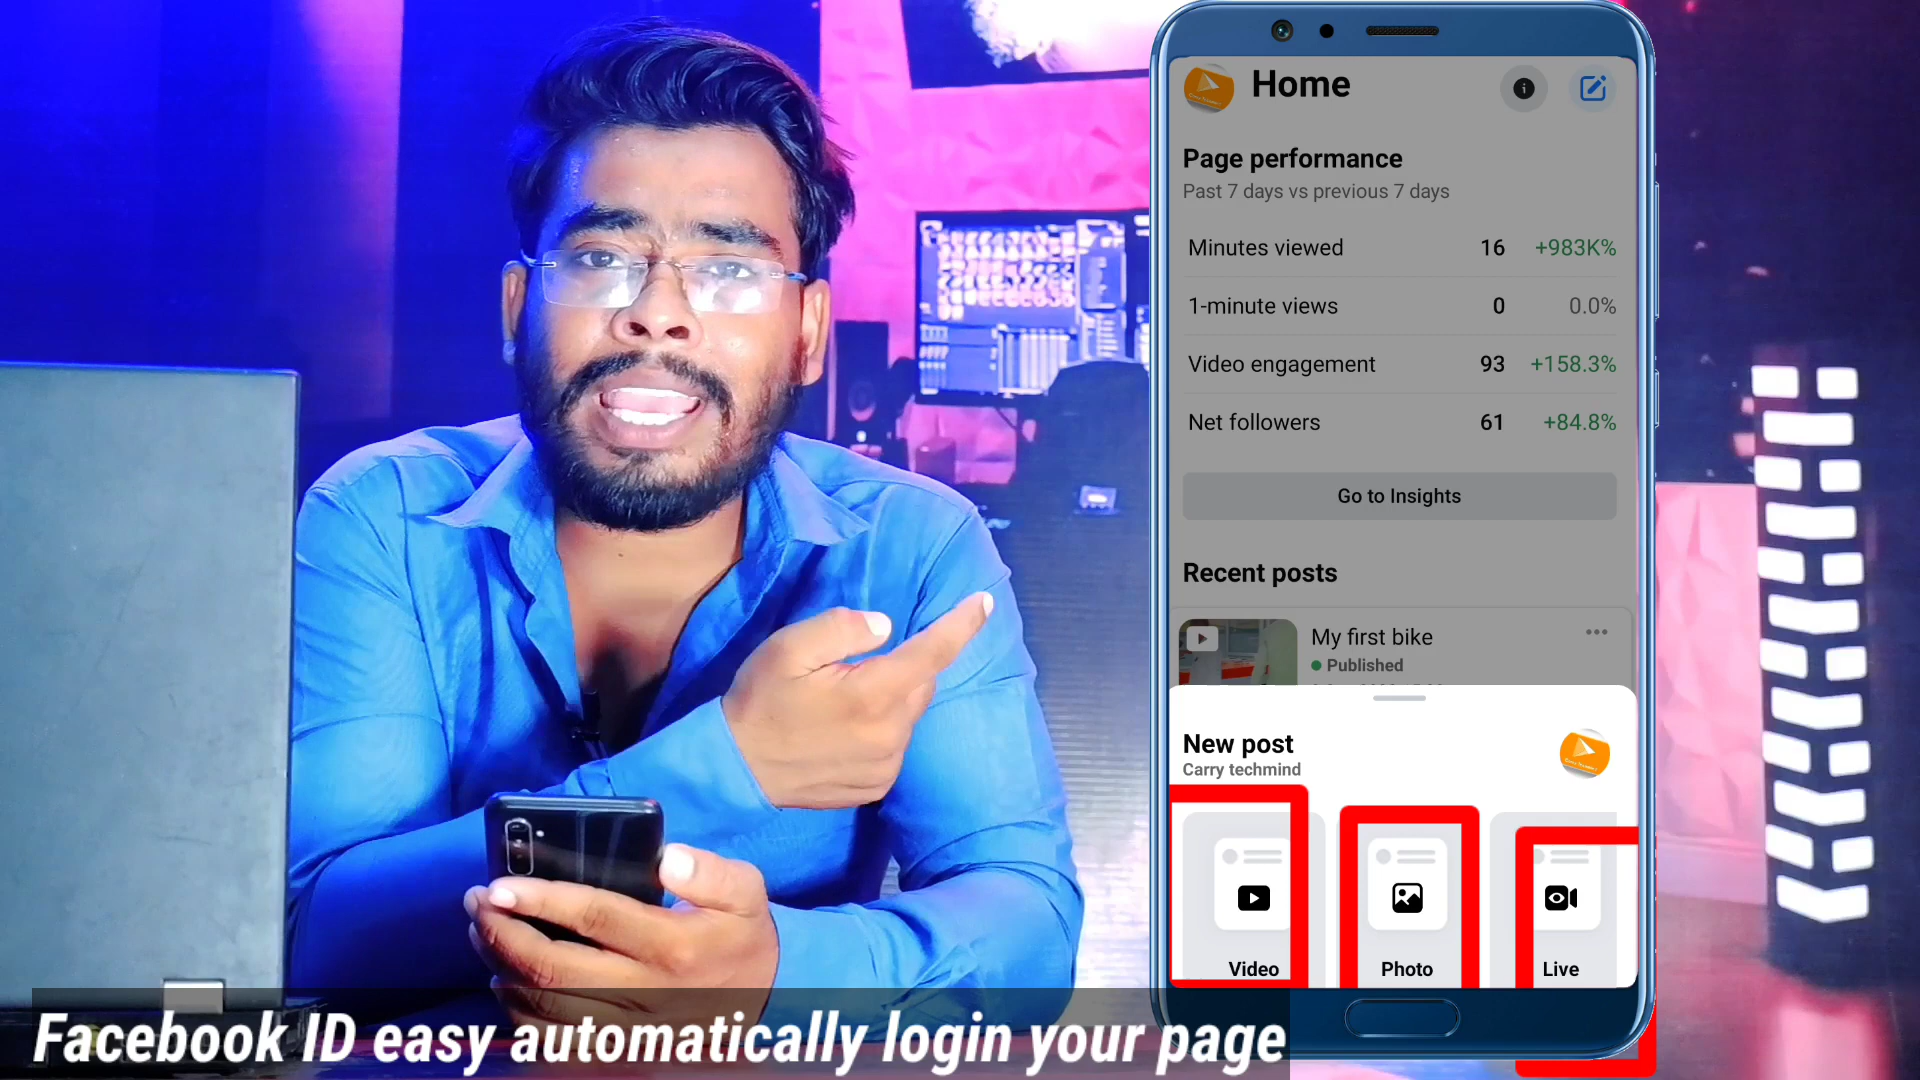 Home
Page performance
Past 7 days vs previous 7 days
Minutes viewed 16 +983K%
1-minute views 0 0.0%
Video engagement 93 +158.3%
Net followers 61 +84.8%
Go to Insights
Recent posts
My first bike
Published
New post
Carry techmind
Video Photo Live
Facebook ID easy automatically login your page